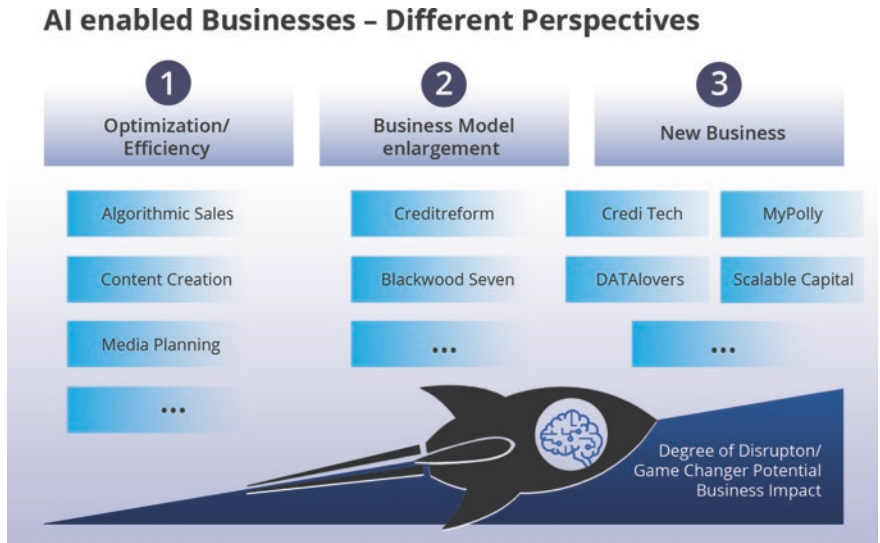 AI enabled Businesses – Different Perspectives
1
Optimization/
Efficiency
Algorithmic Sales
Content Creation
Media Planning
...
2
Business Model
enlargement
Creditreform
Blackwood Seven
...
3
New Business
Credi Tech
MyPolly
DATAlovers
Scalable Capital
...
Degree of Disrupton/
Game Changer Potential
Business Impact